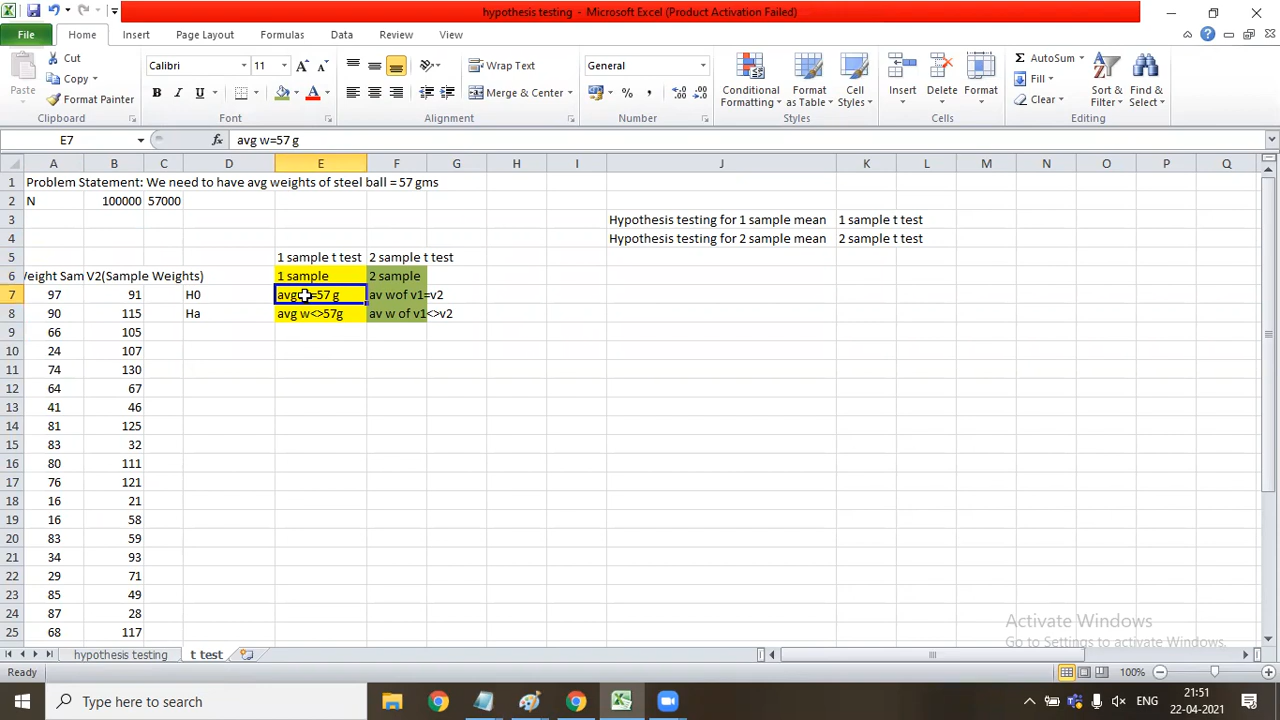 hypothesis testing - Microsoft Excel (Product Activation Failed)
File Home Insert Page Layout Formulas Data Review View
Cut
Copy
Format Painter
Paste
Clipboard
Calibri 11
B I U A
Font
Wrap Text
Merge & Center
Alignment
General
%
Number
Conditional Formatting
Format as Table
Cell Styles
Styles
Insert Delete Format
Cells
Σ AutoSum
Fill
Clear
Sort & Filter
Find & Select
Editing
E7 fx avg w=57 g
A B C D E F G H I J K L M N O P Q
1 Problem Statement: We need to have avg weights of steel ball = 57 gms
2 N 100000 57000
3 Hypothesis testing for 1 sample mean 1 sample t test
4 Hypothesis testing for 2 sample mean 2 sample t test
5 1 sample t test 2 sample t test
6 Weight Sam V2(Sample Weights) 1 sample 2 sample
7 97 91 H0 avg w=57 g av wof v1=v2
8 90 115 Ha avg w<>57g av w of v1<>v2
9 66 105
10 24 107
11 74 130
12 64 67
13 41 46
14 81 125
15 83 32
16 80 111
17 76 121
18 16 21
19 16 58
20 83 59
21 34 93
22 29 71
23 85 49
24 87 28
25 68 117
Activate Windows
Go to Settings to activate Windows.
hypothesis testing t test
Ready 100%
Type here to search
ENG
21:51
22-04-2021